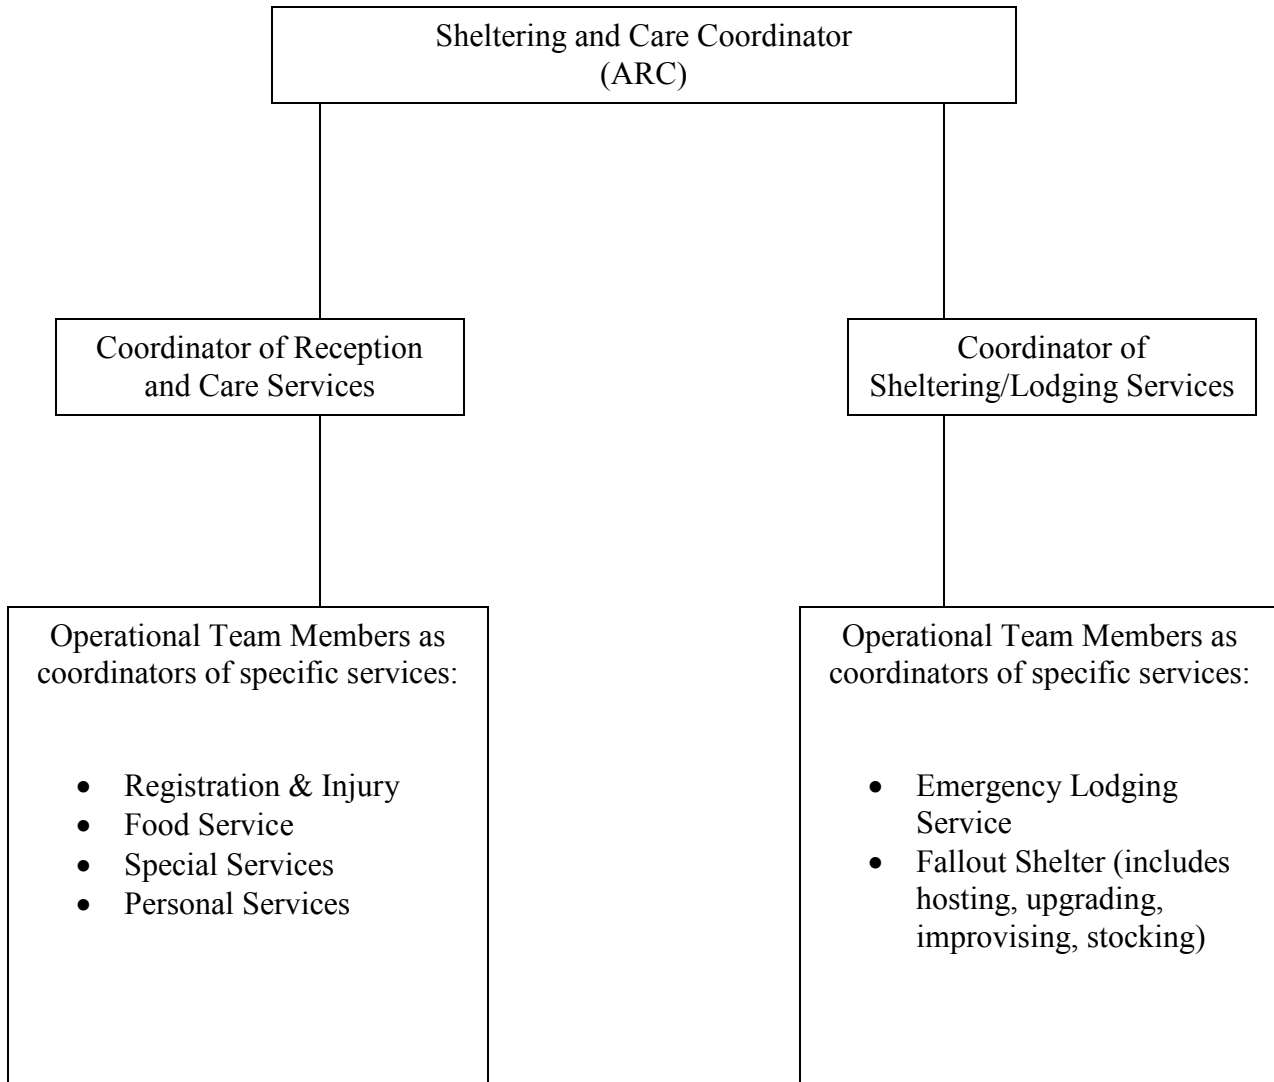 Sheltering and Care Coordinator
(ARC)
Coordinator of Reception
and Care Services
Coordinator of
Sheltering/Lodging Services
Operational Team Members as
coordinators of specific services:
• Registration & Injury
• Food Service
• Special Services
• Personal Services
Operational Team Members as
coordinators of specific services:
• Emergency Lodging
Service
• Fallout Shelter (includes
hosting, upgrading,
improvising, stocking)